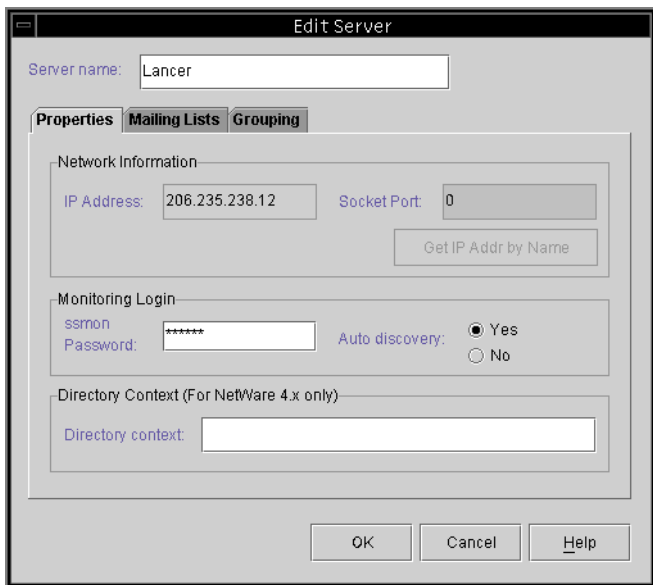 Edit Server
Server name: Lancer
Properties Mailing Lists Grouping
Network Information
IP Address: 206.235.238.12 Socket Port: 0
Get IP Addr by Name
Monitoring Login
ssmon
Password: ****** Auto discovery: Yes
No
Directory Context (For NetWare 4.x only)
Directory context:
OK Cancel Help